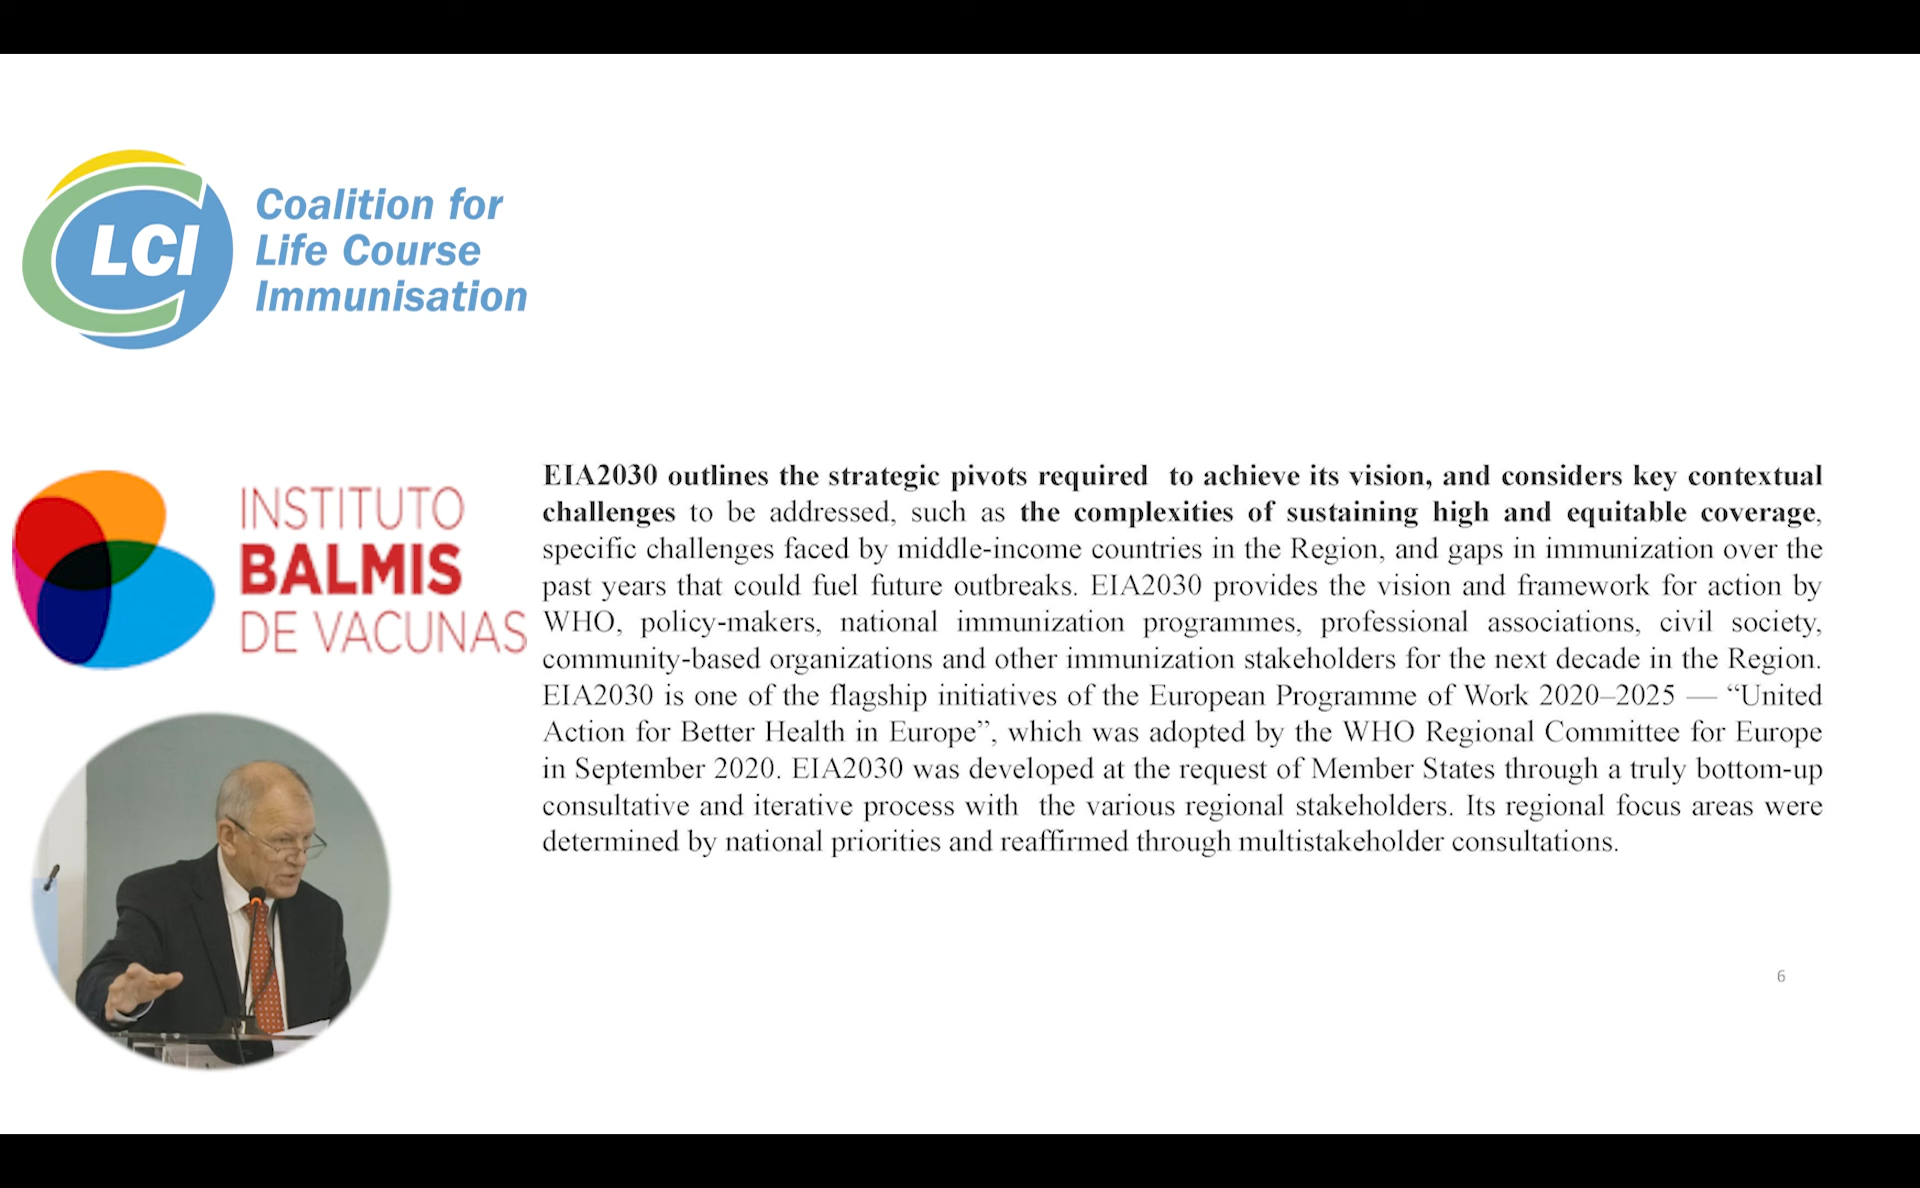 LCI
Coalition for
Life Course
Immunisation
INSTITUTO
BALMIS
DE VACUNAS
EIA2030 outlines the strategic pivots required  to achieve its vision, and considers key contextual
challenges to be addressed, such as the complexities of sustaining high and equitable coverage,
specific challenges faced by middle-income countries in the Region, and gaps in immunization over the
past years that could fuel future outbreaks. EIA2030 provides the vision and framework for action by
WHO, policy-makers, national immunization programmes, professional associations, civil society,
community-based organizations and other immunization stakeholders for the next decade in the Region.
EIA2030 is one of the flagship initiatives of the European Programme of Work 2020–2025 — “United
Action for Better Health in Europe”, which was adopted by the WHO Regional Committee for Europe
in September 2020. EIA2030 was developed at the request of Member States through a truly bottom-up
consultative and iterative process with  the various regional stakeholders. Its regional focus areas were
determined by national priorities and reaffirmed through multistakeholder consultations.
6